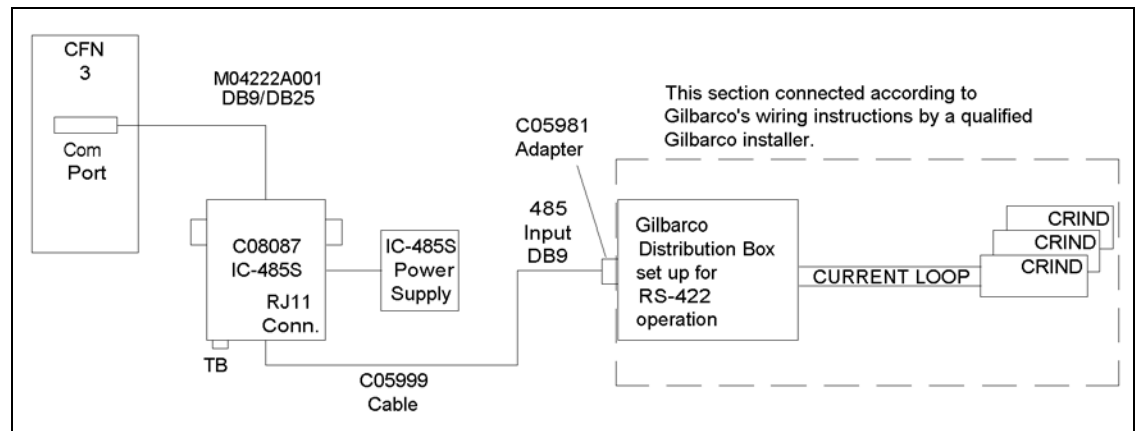 CFN
3
Com
Port
M04222A001
DB9/DB25
C08087
IC-485S
RJ11
Conn.
TB
IC-485S
Power
Supply
C05999
Cable
485
Input
DB9
C05981
Adapter
This section connected according to
Gilbarco's wiring instructions by a qualified
Gilbarco installer.
Gilbarco
Distribution Box
set up for
RS-422
operation
CURRENT LOOP
CRIND
CRIND
CRIND